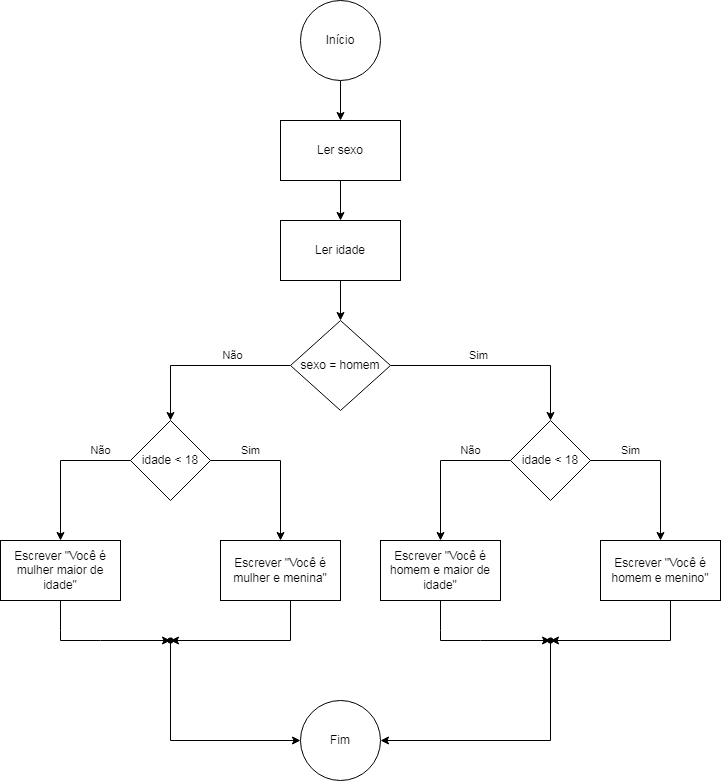 Início
Ler sexo
Ler idade
sexo = homem
Não
Sim
idade < 18
Não
Sim
idade < 18
Não
Sim
Escrever "Você é
mulher maior de
idade"
Escrever "Você é
mulher e menina"
Escrever "Você é
homem e maior de
idade"
Escrever "Você é
homem e menino"
Fim